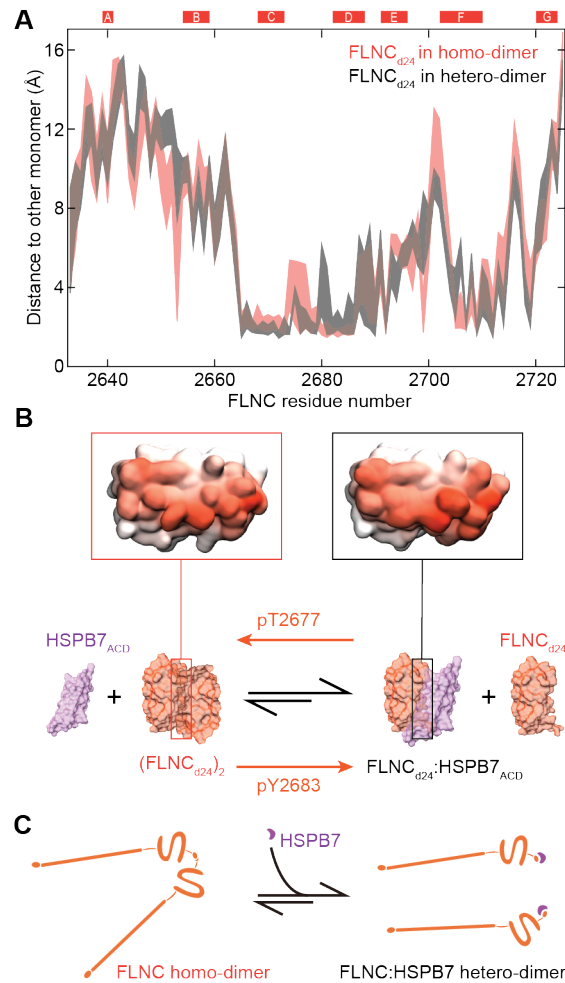 A
A B C D E F G
FLNCd24 in homo-dimer
FLNCd24 in hetero-dimer
Distance to other monomer (Å)
16
12
8
4
0
2640 2660 2680 2700 2720
FLNC residue number
B
pT2677
HSPB7ACD
FLNCd24
+
+
(FLNCd24)2
FLNCd24:HSPB7ACD
pY2683
C
HSPB7
FLNC homo-dimer
FLNC:HSPB7 hetero-dimer